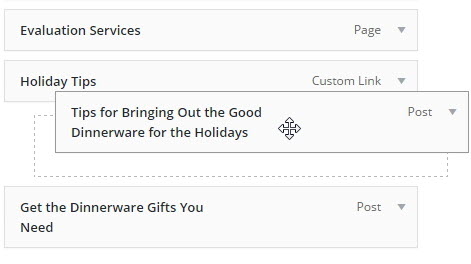 Evaluation Services Page
Holiday Tips Custom Link
Tips for Bringing Out the Good Post
Dinnerware for the Holidays
Get the Dinnerware Gifts You Post
Need